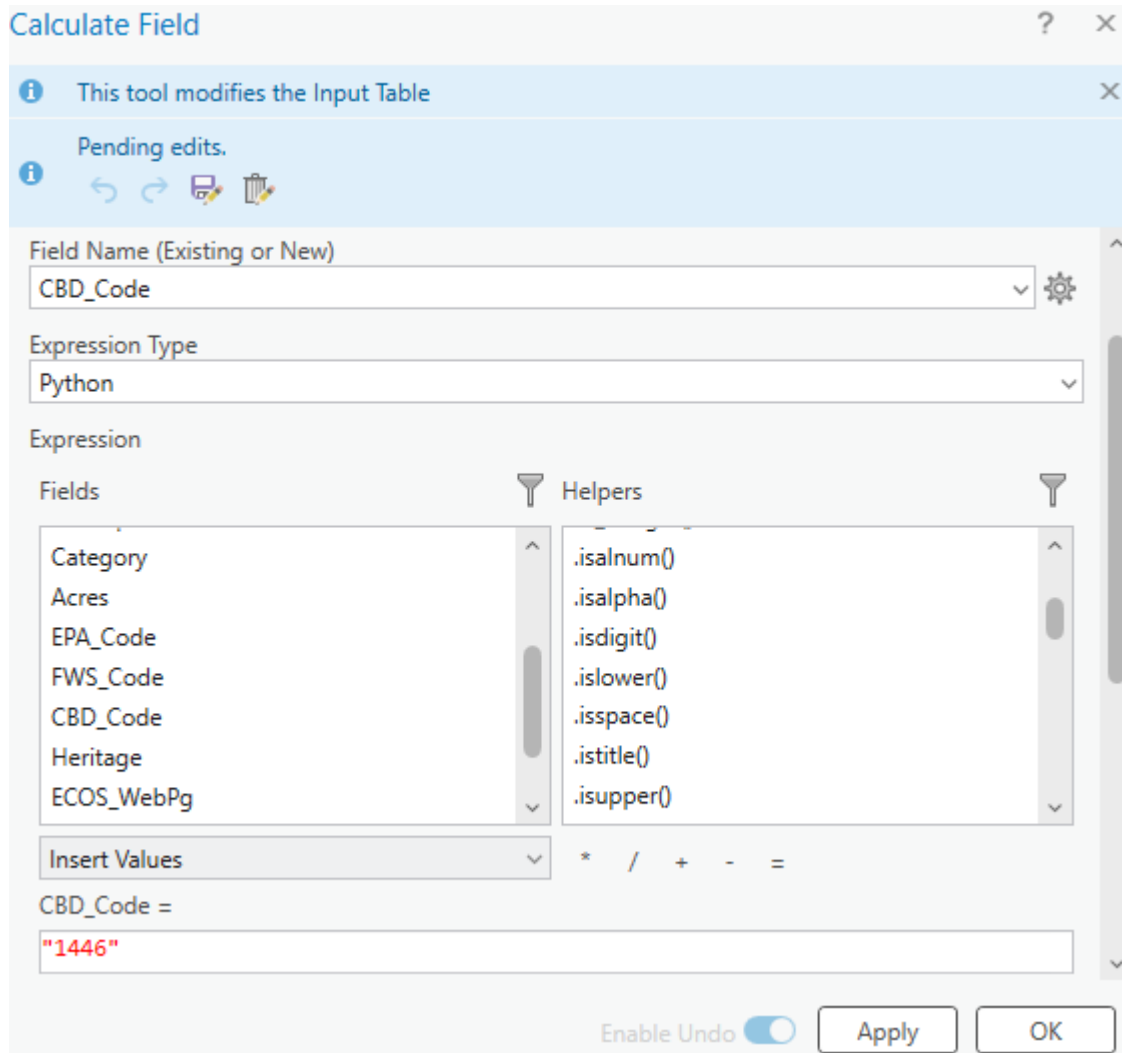 Calculate Field ?
This tool modifies the Input Table
Pending edits.
Field Name (Existing or New)
CBD_Code
Expression Type
Python
Expression
Fields
Category
Acres
EPA_Code
FWS_Code
CBD_Code
Heritage
ECOS_WebPg
Helpers
.isalnum()
.isalpha()
.isdigit()
.islower()
.isspace()
.istitle()
.isupper()
Insert Values
* / + - =
CBD_Code =
"1446"
Enable Undo
Apply
OK